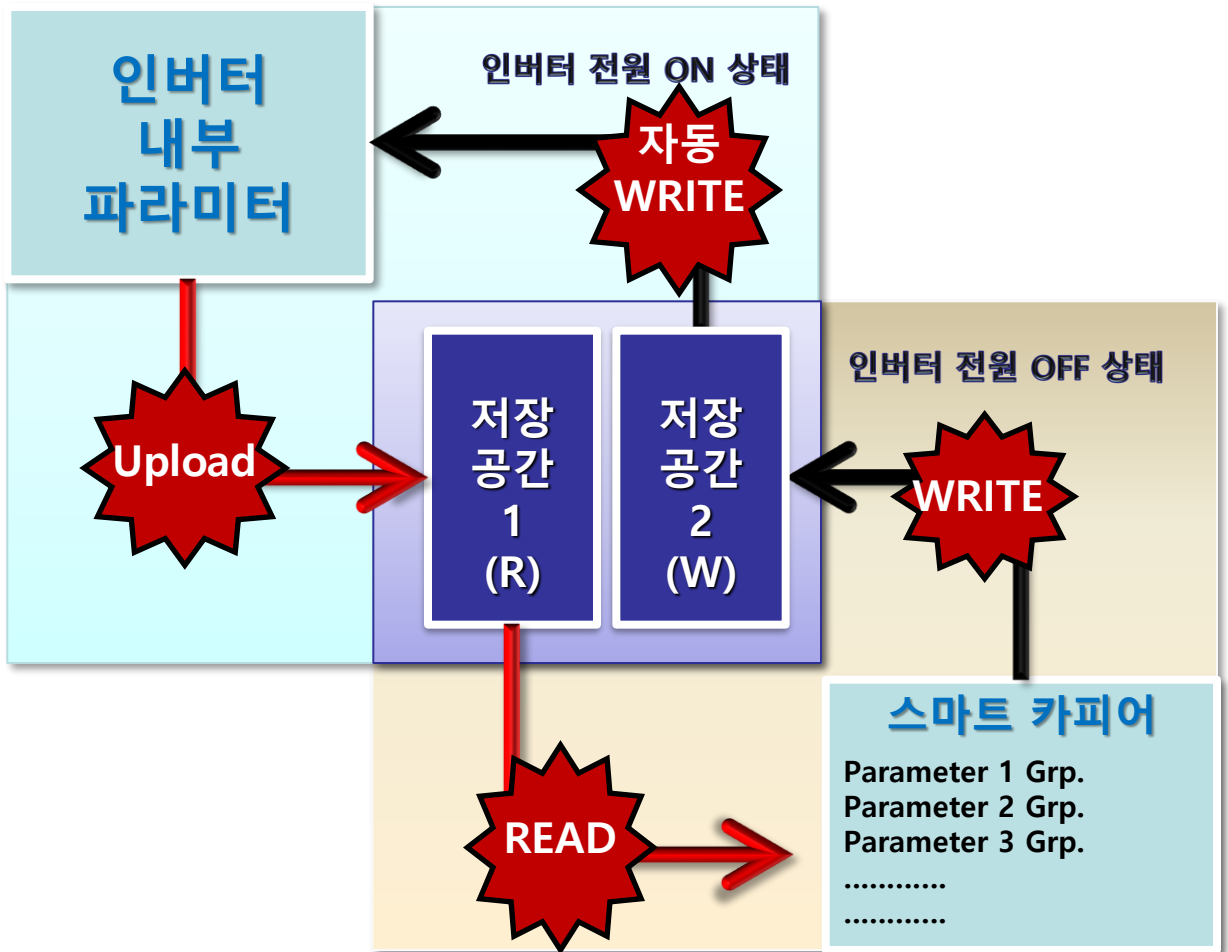 인버터
내부
파라미터
인버터 전원 ON 상태
자동
WRITE
Upload
저장
공간
1
(R)
저장
공간
2
(W)
인버터 전원 OFF 상태
WRITE
READ
스마트 카피어
Parameter 1 Grp.
Parameter 2 Grp.
Parameter 3 Grp.
............
............